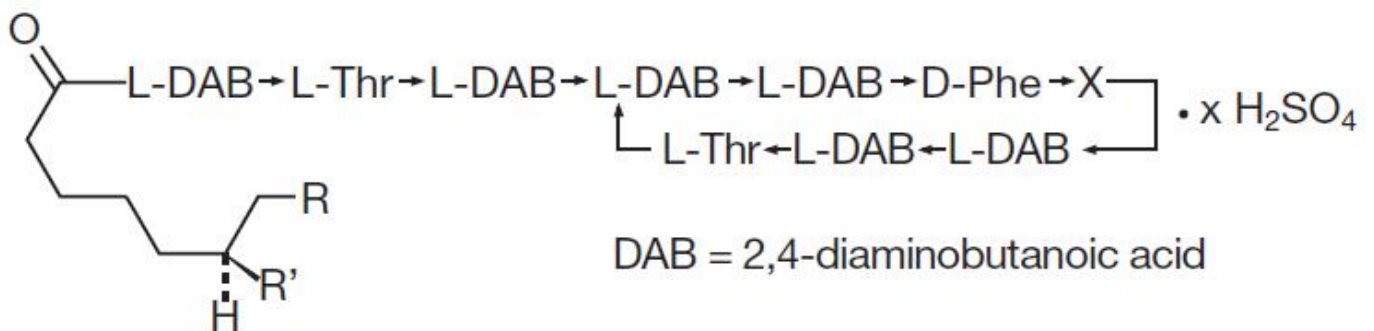 O
L-DAB→L-Thr→L-DAB→L-DAB→L-DAB→D-Phe→X
· x H₂SO₄
L-Thr←L-DAB←L-DAB
R
R'
H
DAB = 2,4-diaminobutanoic acid